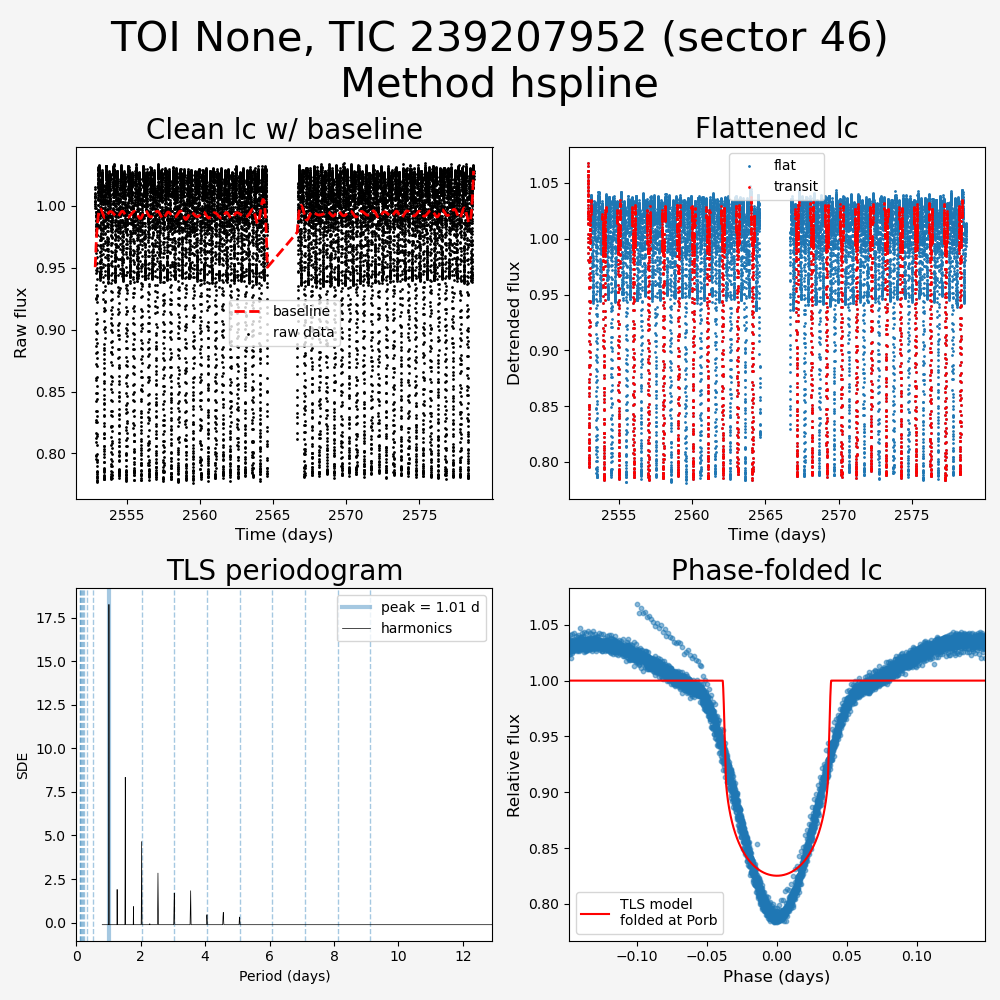 TOI None, TIC 239207952 (sector 46)
Method hspline
Clean lc w/ baseline
Raw flux
1.00
0.95
0.90
0.85
0.80
baseline
raw data
2555
2560
2565
2570
2575
Time (days)
Flattened lc
Detrended flux
1.05
1.00
0.95
0.90
0.85
0.80
flat
transit
2555
2560
2565
2570
2575
Time (days)
TLS periodogram
SDE
17.5
15.0
12.5
10.0
7.5
5.0
2.5
0.0
peak = 1.01 d
harmonics
0
2
4
6
8
10
12
Period (days)
Phase-folded lc
Relative flux
1.05
1.00
0.95
0.90
0.85
0.80
TLS model
folded at Porb
−0.10
−0.05
0.00
0.05
0.10
Phase (days)